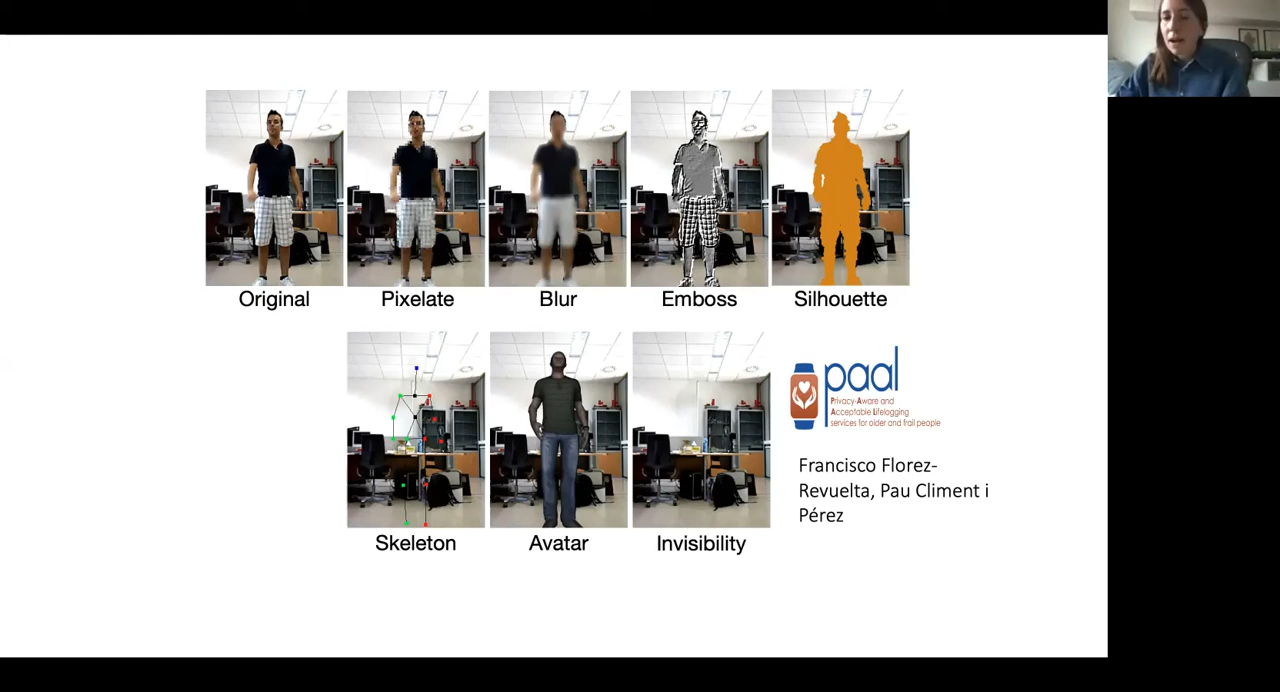 Original
Pixelate
Blur
Emboss
Silhouette
paal
Privacy-Aware and
Acceptable Lifelogging
services for older and frail people
Francisco Florez-
Revuelta, Pau Climent i
Pérez
Skeleton
Avatar
Invisibility